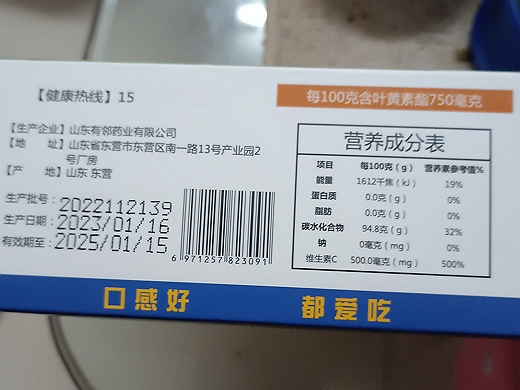 【健康热线】15
每100克含叶黄素酯750毫克
【生产企业】山东有邻药业有限公司
【地 址】山东省东营市东营区南一路13号产业园2
号厂房
【产 地】山东 东营
生产批号：2022112139
生产日期：2023/01/16
有效期至：2025/01/15
6 971257 823091
营养成分表
项目 每100克（g） 营养素参考值%
能量 1612千焦（kJ） 19%
蛋白质 0.0克（g） 0%
脂肪 0.0克（g） 0%
碳水化合物 94.8克（g） 32%
钠 0毫克（mg） 0%
维生素C 500.0毫克（mg） 500%
口感好 都爱吃